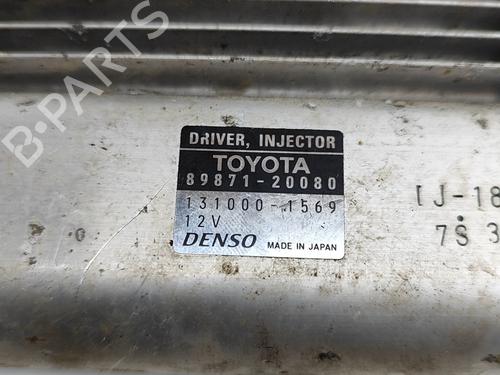 B-PARTS
DRIVER, INJECTOR
TOYOTA
89871-20080
131000-1569
12V
DENSO MADE IN JAPAN
IJ-18
7S 3